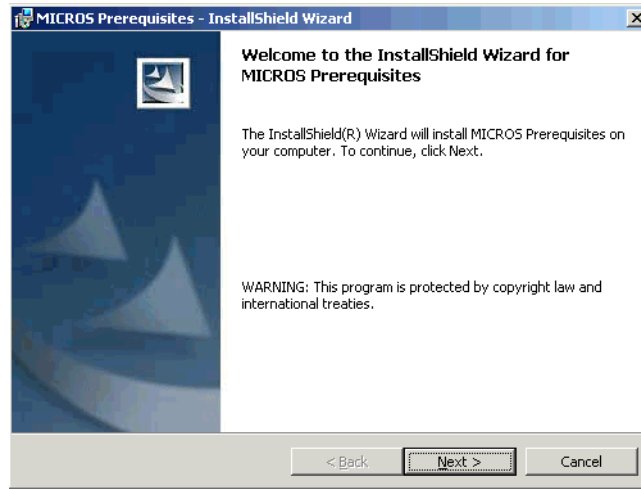 MICROS Prerequisites - InstallShield Wizard
Welcome to the InstallShield Wizard for
MICROS Prerequisites
The InstallShield(R) Wizard will install MICROS Prerequisites on
your computer. To continue, click Next.
WARNING: This program is protected by copyright law and
international treaties.
< Back
Next >
Cancel